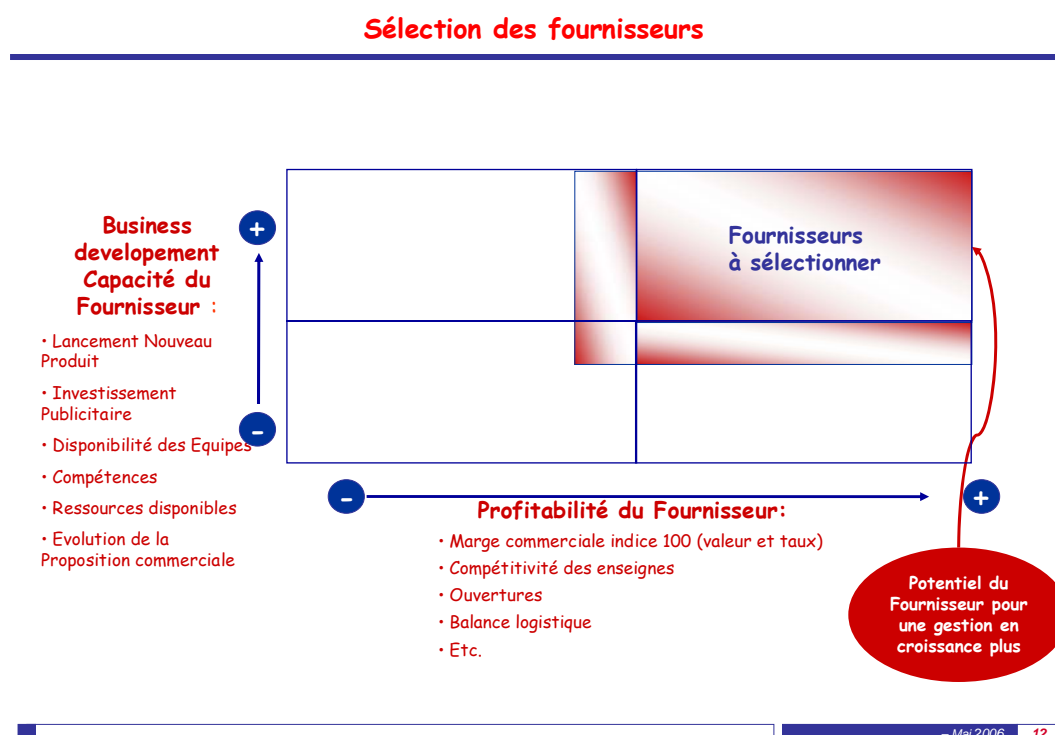 Sélection des fournisseurs
Business
developement
Capacité du
Fournisseur :
• Lancement Nouveau
Produit
• Investissement
Publicitaire
• Disponibilité des Equipes
• Compétences
• Ressources disponibles
• Evolution de la
Proposition commerciale
+
-
Fournisseurs
à sélectionner
-
+
Profitabilité du Fournisseur:
• Marge commerciale indice 100 (valeur et taux)
• Compétitivité des enseignes
• Ouvertures
• Balance logistique
• Etc.
Potentiel du
Fournisseur pour
une gestion en
croissance plus
– Mai 2006
12